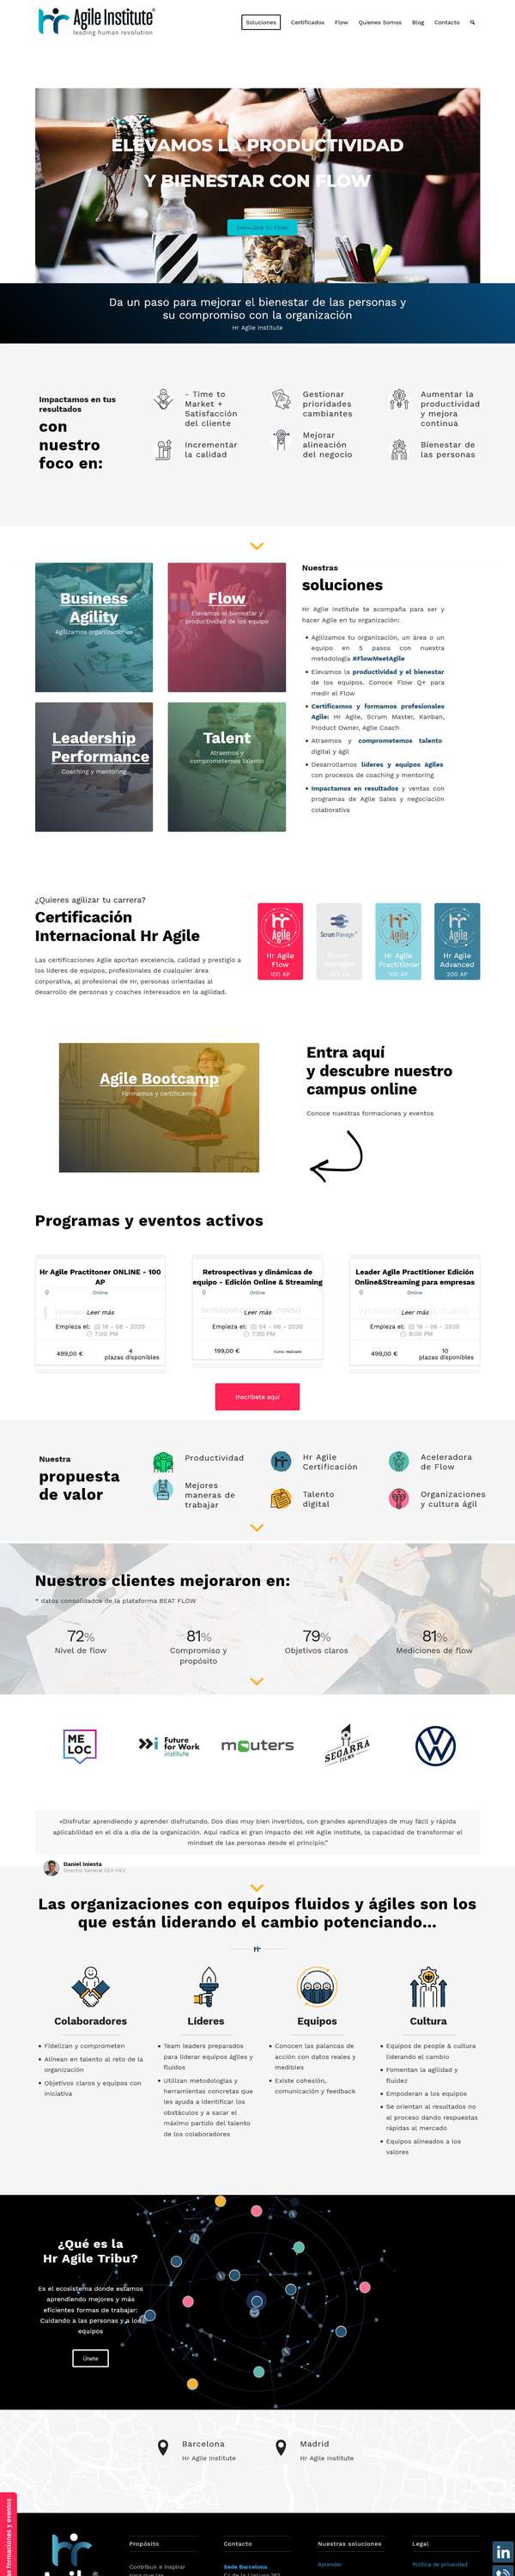 hr Agile Institute®
leading human revolution
Soluciones
Certificados
Flow
Quienes Somos
Blog
Contacto
ELEVAMOS LA PRODUCTIVIDAD
Y BIENESTAR CON FLOW
Descubre tu Flow
Da un paso para mejorar el bienestar de las personas y
su compromiso con la organización
Hr Agile Institute
Impactamos en tus
resultados
con
nuestro
foco en:
- Time to
Market +
Satisfacción
del cliente
Incrementar
la calidad
Gestionar
prioridades
cambiantes
Mejorar
alineación
del negocio
Aumentar la
productividad
y mejora
continua
Bienestar de
las personas
Business
Agility
Agilizamos organizaciones
Flow
Elevamos el bienestar y
productividad de los equipo
Leadership
Performance
Coaching y mentoring
Talent
Atraemos y
comprometemos talento
Nuestras
soluciones
Hr Agile Institute te acompaña para ser y
hacer Agile en tu organización:
• Agilizamos tu organización, un área o un
equipo en 5 pasos con nuestra
metodología #FlowMeetAgile
• Elevamos la productividad y el bienestar
de los equipos. Conoce Flow Q+ para
medir el Flow
• Certificamos y formamos profesionales
Agile: Hr Agile, Scrum Master, Kanban,
Product Owner, Agile Coach
• Atraemos y comprometemos talento
digital y ágil
• Desarrollamos líderes y equipos ágiles
con procesos de coaching y mentoring
• Impactamos en resultados y ventas con
programas de Agile Sales y negociación
colaborativa
¿Quieres agilizar tu carrera?
Certificación
Internacional Hr Agile
Las certificaciones Agile aportan excelencia, calidad y prestigio a
los líderes de equipos, profesionales de cualquier área
corporativa, al profesional de Hr, personas orientadas al
desarrollo de personas y coaches interesados en la agilidad.
hr
Agile
Hr Agile
Flow
100 AP
Scrum Manager
Scrum
Manager
hr
Agile
Hr Agile
Practitioner
100 AP
hr
Agile
Hr Agile
Advanced
200 AP
Agile Bootcamp
Formamos y certificamos
Entra aquí
y descubre nuestro
campus online
Conoce nuestras formaciones y eventos
Programas y eventos activos
Hr Agile Practitoner ONLINE - 100
AP
Online
Leer más
Empieza el: 18 - 06 - 2020
7:00 PM
499,00 €
4
plazas disponibles
Retrospectivas y dinámicas de
equipo - Edición Online & Streaming
Online
Leer más
Empieza el: 04 - 06 - 2020
7:00 PM
199,00 €
Curso realizado
Leader Agile Practitioner Edición
Online&Streaming para empresas
Online
Leer más
Empieza el: 18 - 06 - 2020
8:00 PM
499,00 €
10
plazas disponibles
Inscríbete aquí
Nuestra
propuesta
de valor
Productividad
Mejores
maneras de
trabajar
Hr Agile
Certificación
Talento
digital
Aceleradora
de Flow
Organizaciones
y cultura ágil
Nuestros clientes mejoraron en:
* datos consolidados de la plataforma BEAT FLOW
72%
Nivel de flow
81%
Compromiso y
propósito
79%
Objetivos claros
81%
Mediciones de flow
ME
LOC
Future
for Work
institute
mouters
SEGARRA
FILMS
«Disfrutar aprendiendo y aprender disfrutando. Dos días muy bien invertidos, con grandes aprendizajes de muy fácil y rápida
aplicabilidad en el día a día de la organización. Aquí radica el gran impacto del HR Agile Institute, la capacidad de transformar el
mindset de las personas desde el principio."
Daniel Iniesta
Director General CEV-FEV
Las organizaciones con equipos fluidos y ágiles son los
que están liderando el cambio potenciando...
hr
Colaboradores
• Fidelizan y comprometen
• Alinean en talento al reto de la
organización
• Objetivos claros y equipos con
iniciativa
Líderes
• Team leaders preparados
para liderar equipos ágiles y
fluidos
• Utilizan metodologías y
herramientas concretas que
les ayuda a identificar los
obstáculos y a sacar el
máximo partido del talento
de los colaboradores
Equipos
• Conocen las palancas de
acción con datos reales y
medibles
• Existe cohesión,
comunicación y feedback
Cultura
• Equipos de people & cultura
liderando el cambio
• Fomentan la agilidad y
fluidez
• Empoderan a los equipos
• Se orientan al resultados no
al proceso dando respuestas
rápidas al mercado
• Equipos alineados a los
valores
¿Qué es la
Hr Agile Tribu?
Es el ecosistema donde estamos
aprendiendo mejores y más
eficientes formas de trabajar:
Cuidando a las personas y a los
equipos
Únete
Barcelona
Hr Agile Institute
Madrid
Hr Agile Institute
as formaciones y eventos
hr
Propósito
Contribuir e inspirar
Contacto
Sede Barcelona
Nuestras soluciones
Aprender
Legal
Política de privacidad
in